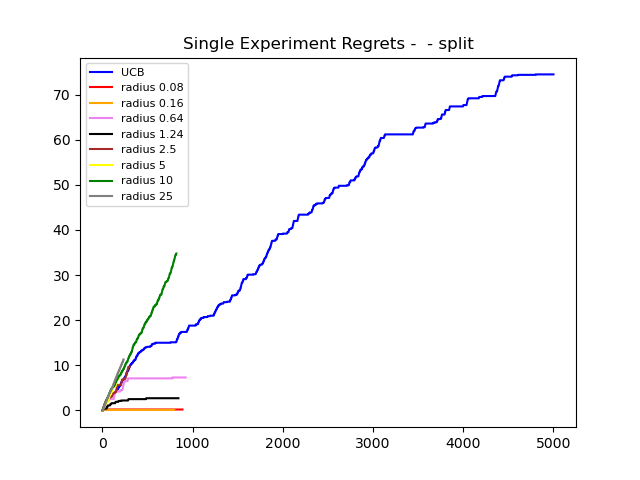 Single Experiment Regrets -  - split
UCB
radius 0.08
radius 0.16
radius 0.64
radius 1.24
radius 2.5
radius 5
radius 10
radius 25
70
60
50
40
30
20
10
0
0 1000 2000 3000 4000 5000